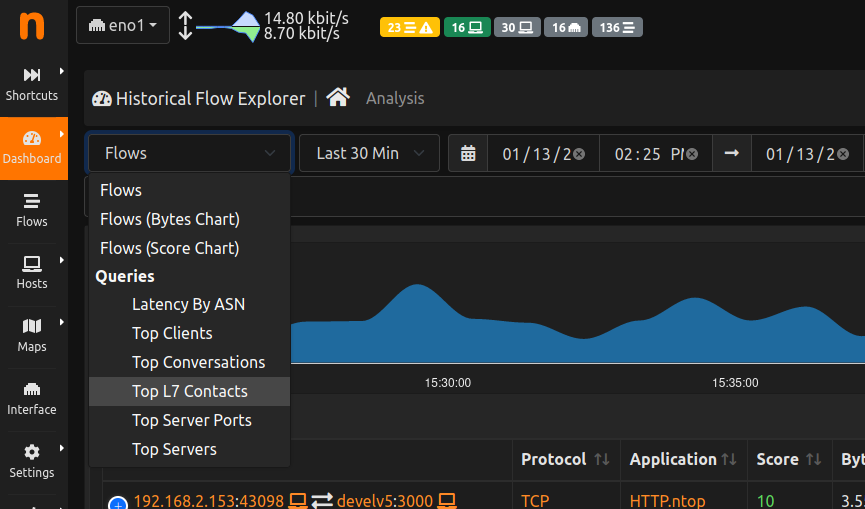 n
eno1
14.80 kbit/s
8.70 kbit/s
23
16
30
16
136
Shortcuts
Dashboard
Flows
Hosts
Maps
Interface
Settings
Historical Flow Explorer |
Analysis
Flows
Last 30 Min
01/13/2
02:25
01/13/2
Flows
Flows (Bytes Chart)
Flows (Score Chart)
Queries
Latency By ASN
Top Clients
Top Conversations
Top L7 Contacts
Top Server Ports
Top Servers
15:30:00
15:35:00
Protocol
Application
Score
Byt
192.168.2.153:43098
develv5:3000
TCP
HTTP.ntop
10
3.5